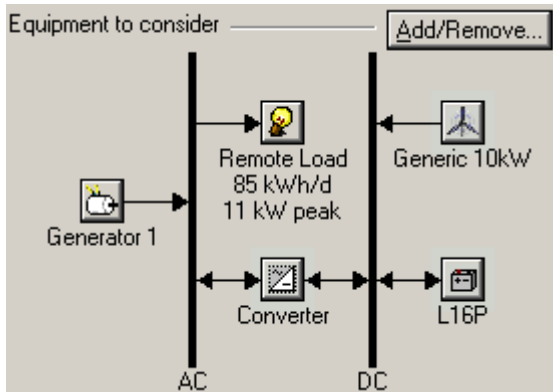 Equipment to consider
Add/Remove...
Remote Load
85 kWh/d
11 kW peak
Generic 10kW
Generator 1
Converter
L16P
AC
DC